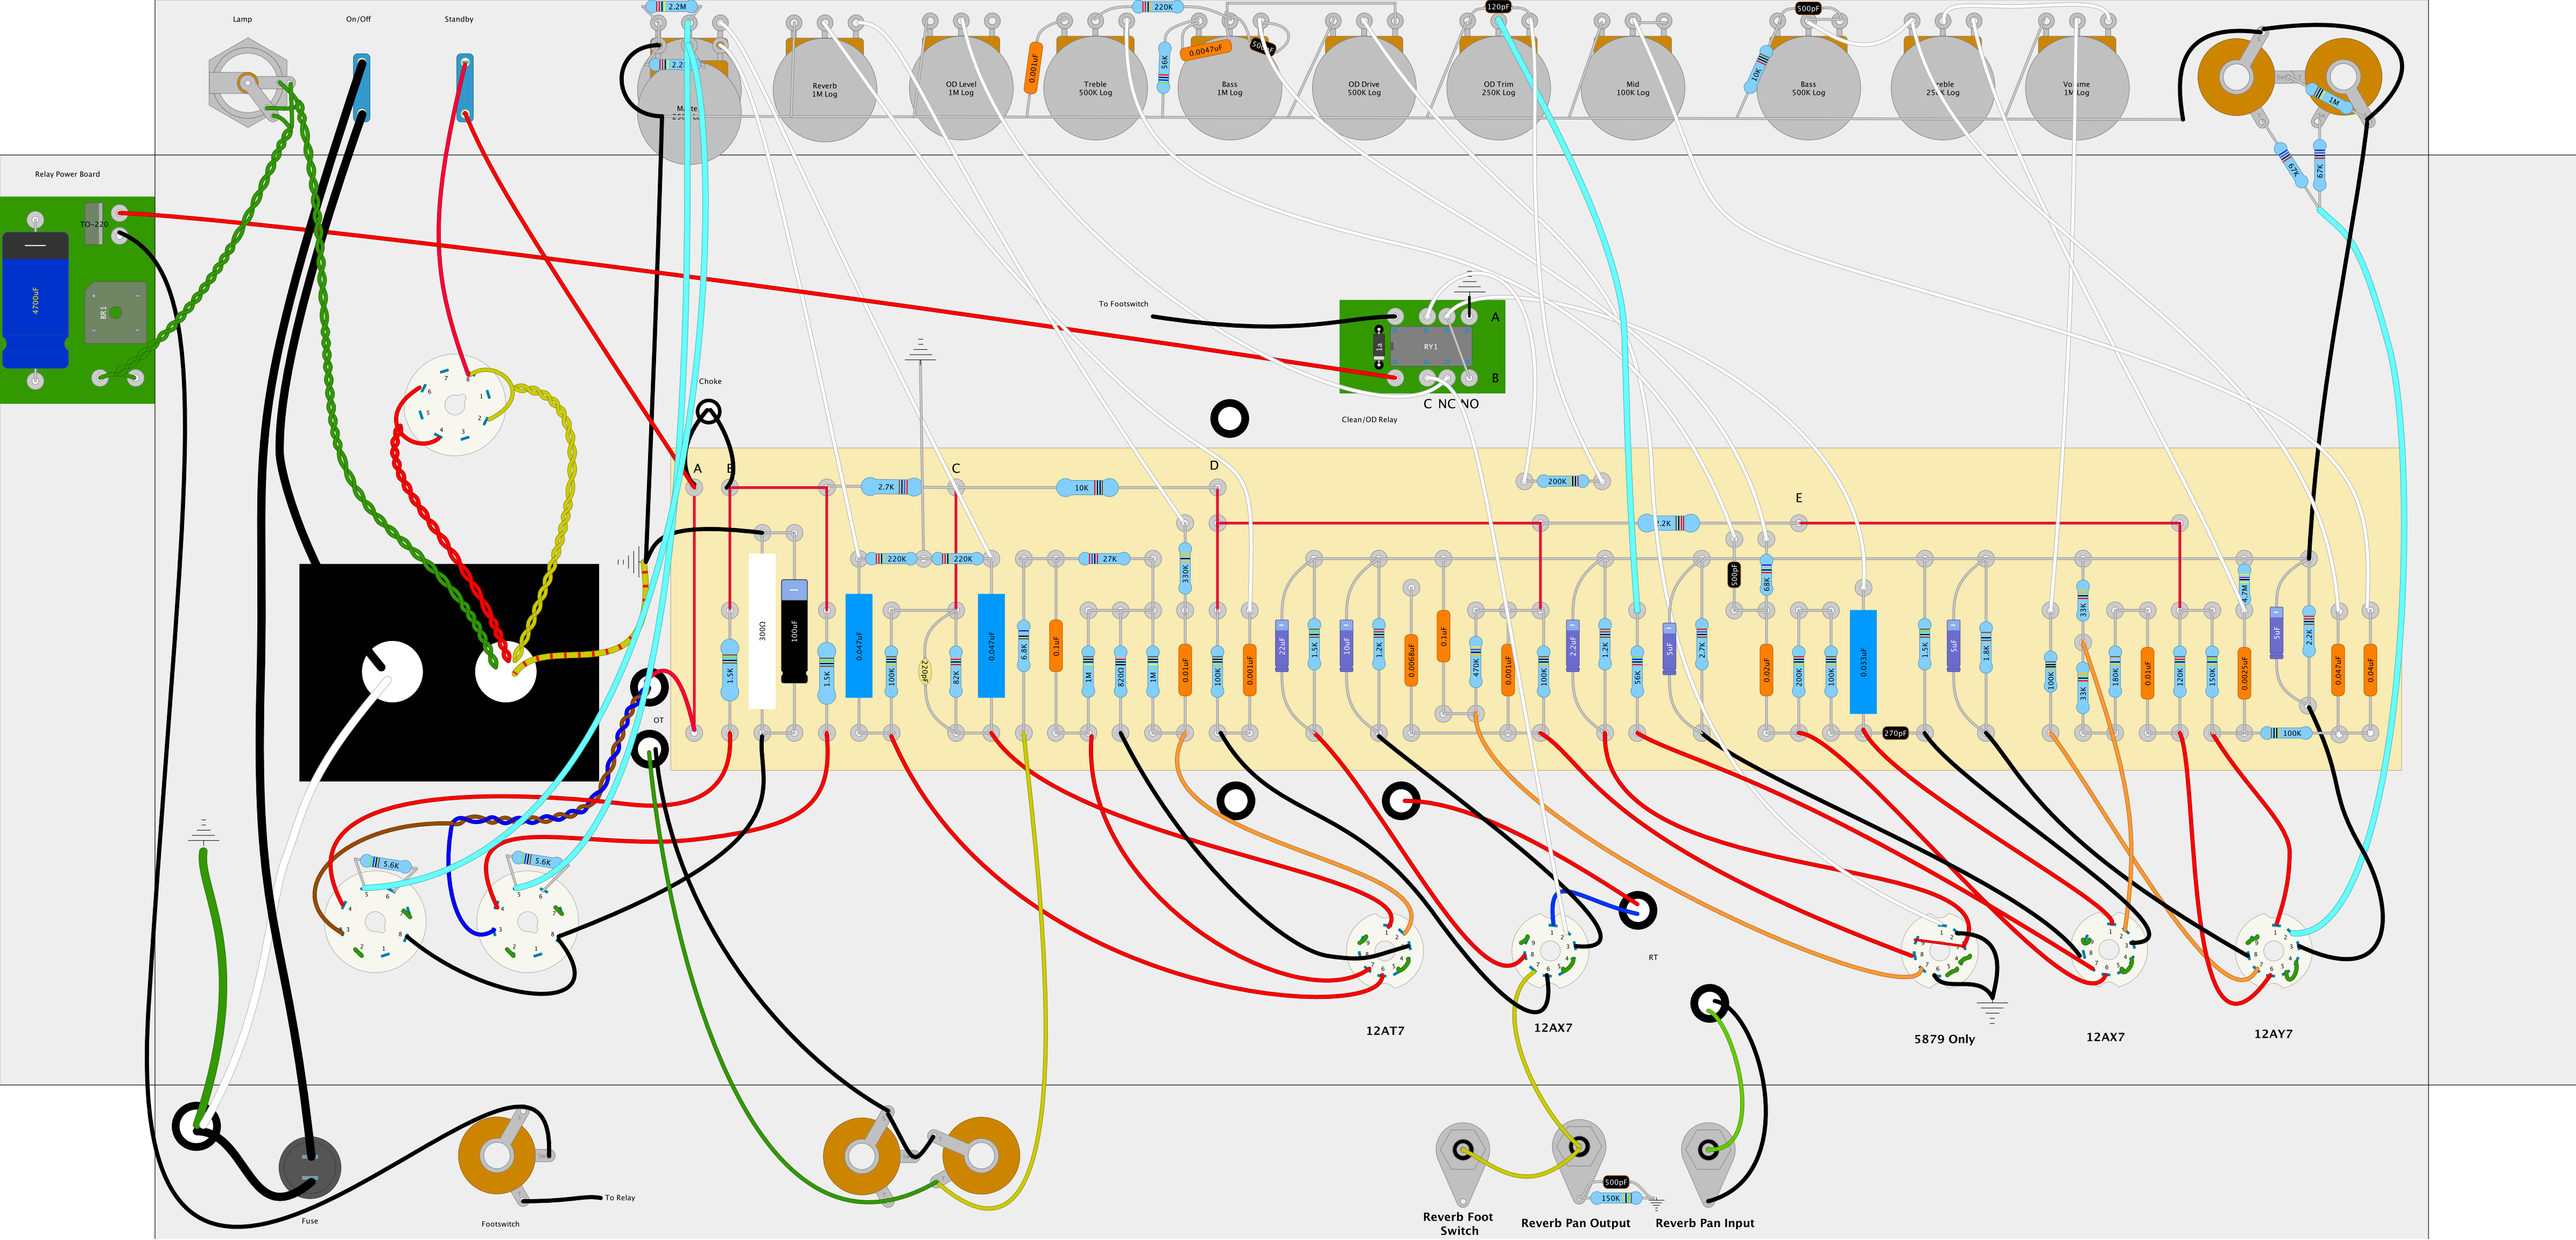 Lamp
On/Off
Standby
2.2M
220K
120pF
500pF
0.001uF
56K
0.0047uF
10K
Reverb
1M Log
OD Level
1M Log
Treble
500K Log
Bass
1M Log
OD Drive
500K Log
OD Trim
250K Log
Mid
100K Log
Bass
500K Log
1M
67K
67K
Relay Power Board
TO-220
4700uF
BR1
To Footswitch
A
1a
RY1
B
C NC NO
Clean/OD Relay
Choke
A
C
D
E
2.7K
10K
200K
2.2K
220K
220K
27K
330K
500pF
68K
33K
4.7M
1.5K
300Ω
100uF
1.5K
0.047uF
100K
220pF
82K
0.047uF
6.8K
0.1uF
1M
820Ω
1M
0.01uF
100K
0.001uF
22uF
1.5K
10uF
1.2K
0.0068uF
0.1uF
470K
0.001uF
100K
2.2uF
1.2K
56K
5uF
2.7K
0.02uF
200K
100K
0.033uF
270pF
1.5K
5uF
1.8K
100K
33K
180K
0.01uF
120K
150K
0.0025uF
5uF
2.2K
100K
0.047uF
0.04uF
OT
5.6K
5.6K
RT
12AT7
12AX7
5879 Only
12AX7
12AY7
Fuse
Footswitch
To Relay
500pF
150K
Reverb Foot
Switch
Reverb Pan Output
Reverb Pan Input